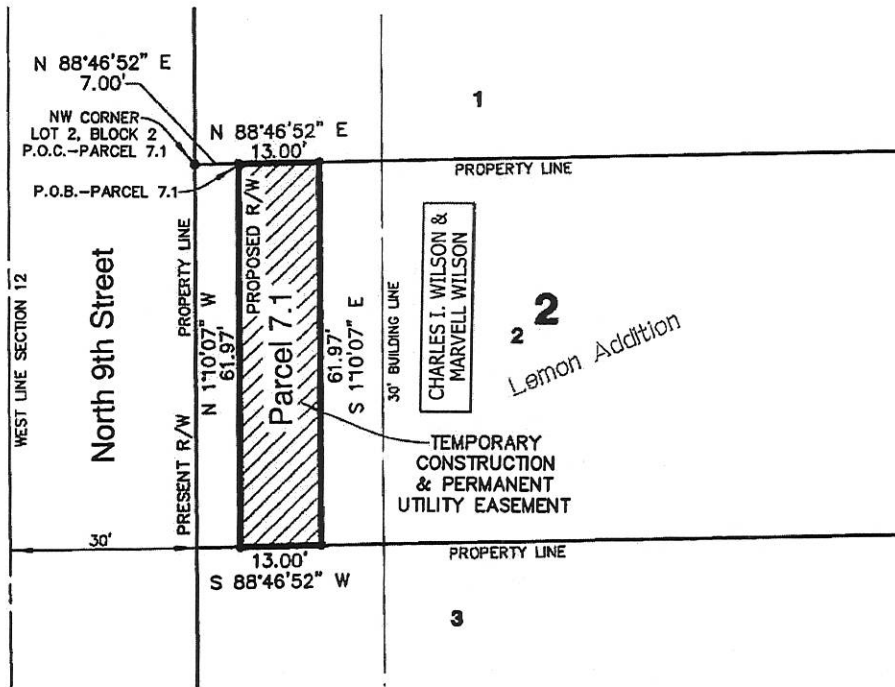 N 88°46'52" E
7.00'
NW CORNER
LOT 2, BLOCK 2
P.O.C.-PARCEL 7.1
P.O.B.-PARCEL 7.1
N 88°46'52" E
13.00'
1
PROPERTY LINE
WEST LINE SECTION 12
North 9th Street
PROPERTY LINE
PRESENT R/W
N 1°10'07" W
61.97'
PROPOSED R/W
Parcel 7.1
61.97'
S 1°10'07" E
30' BUILDING LINE
CHARLES I. WILSON &
MARVELL WILSON
2
2
Lemon Addition
TEMPORARY
CONSTRUCTION
& PERMANENT
UTILITY EASEMENT
30'
PROPERTY LINE
13.00'
S 88°46'52" W
3